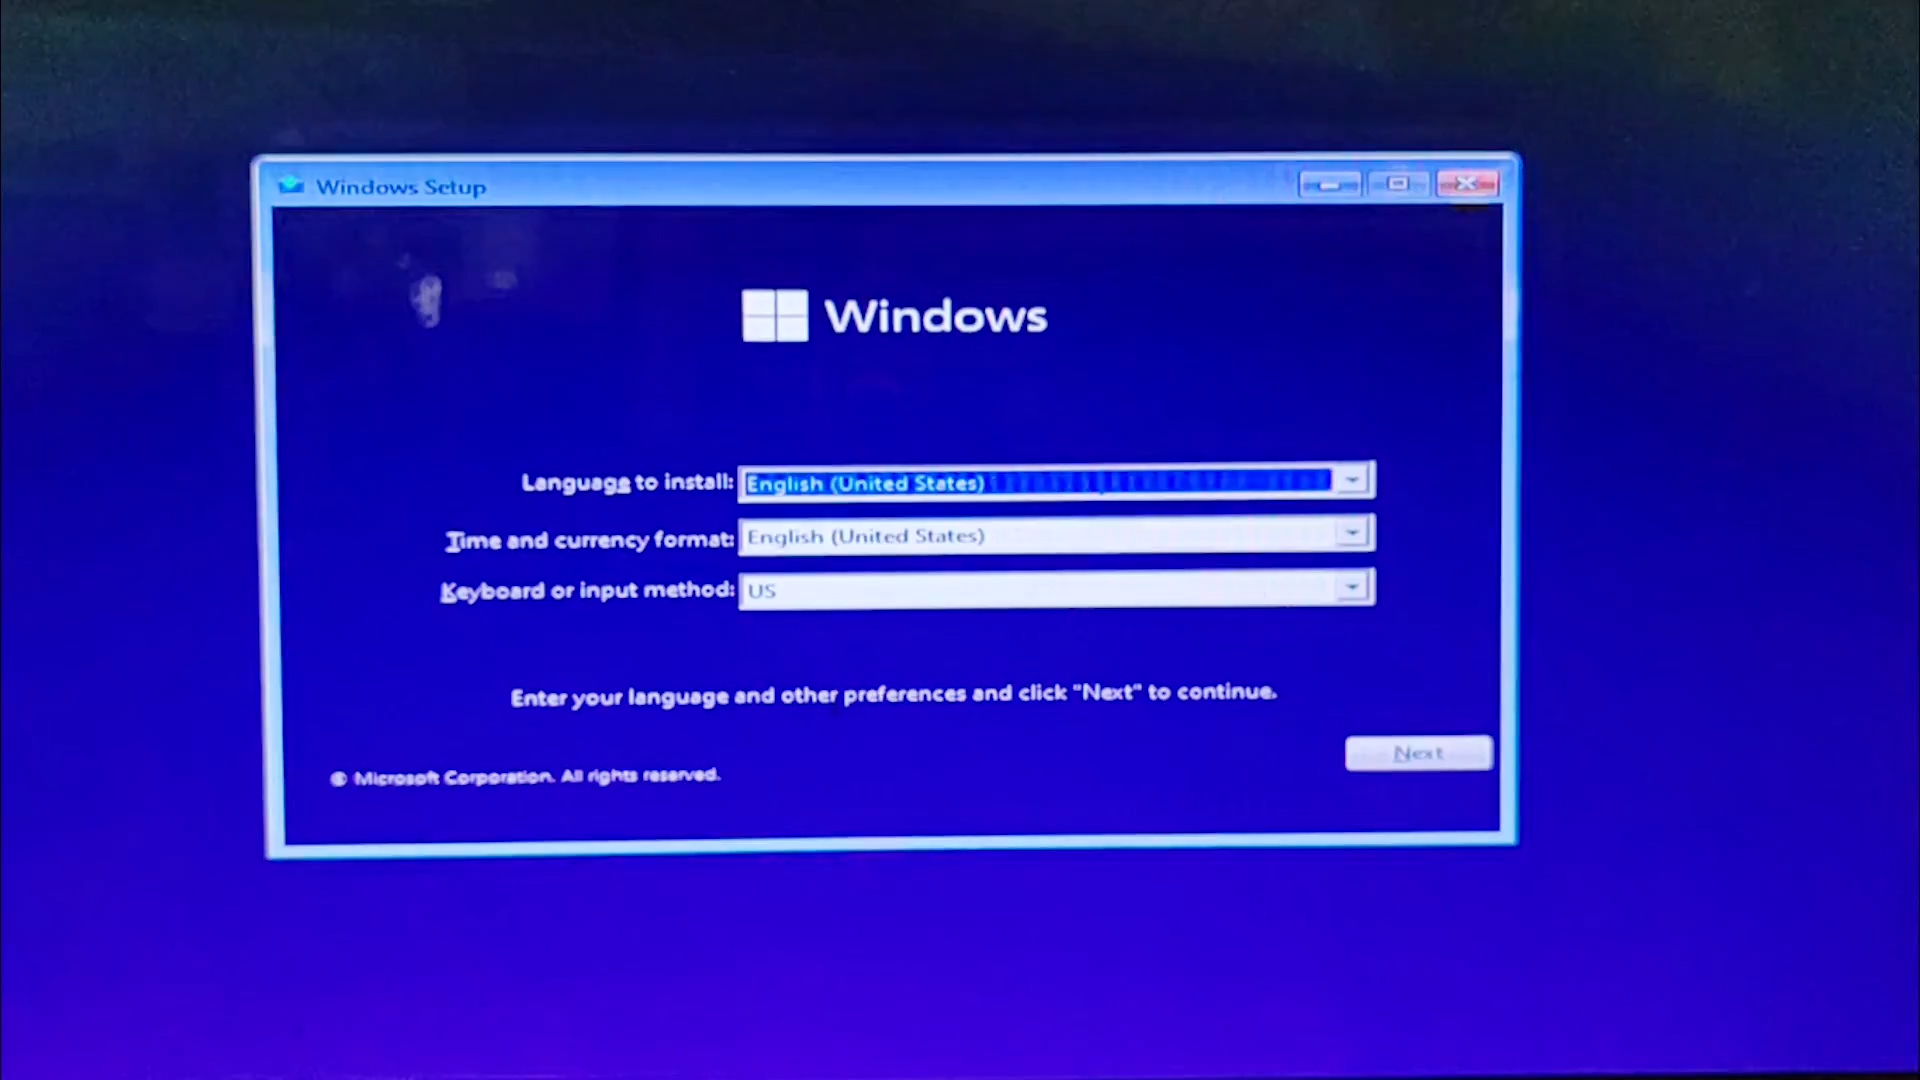 Windows Setup
Windows
Language to install: English (United States)
Time and currency format: English (United States)
Keyboard or input method: US
Enter your language and other preferences and click "Next" to continue.
Next
© Microsoft Corporation. All rights reserved.